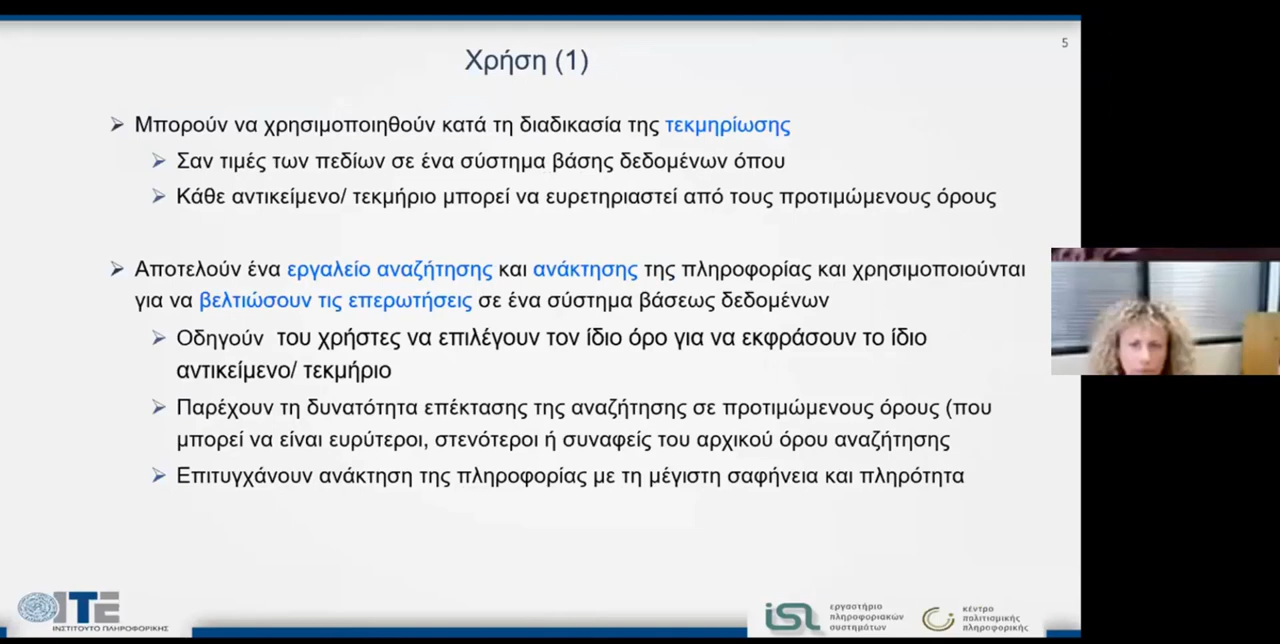 5
Χρήση (1)
Μπορούν να χρησιμοποιηθούν κατά τη διαδικασία της τεκμηρίωσης
Σαν τιμές των πεδίων σε ένα σύστημα βάσης δεδομένων όπου
Κάθε αντικείμενο/ τεκμήριο μπορεί να ευρετηριαστεί από τους προτιμώμενους όρους
Αποτελούν ένα εργαλείο αναζήτησης και ανάκτησης της πληροφορίας και χρησιμοποιούνται
για να βελτιώσουν τις επερωτήσεις σε ένα σύστημα βάσεως δεδομένων
Οδηγούν του χρήστες να επιλέγουν τον ίδιο όρο για να εκφράσουν το ίδιο
αντικείμενο/ τεκμήριο
Παρέχουν τη δυνατότητα επέκτασης της αναζήτησης σε προτιμώμενους όρους (που
μπορεί να είναι ευρύτεροι, στενότεροι ή συναφείς του αρχικού όρου αναζήτησης
Επιτυγχάνουν ανάκτηση της πληροφορίας με τη μέγιστη σαφήνεια και πληρότητα
ΙΤΕ
ΙΝΣΤΙΤΟΥΤΟ ΠΛΗΡΟΦΟΡΙΚΗΣ
isl
εργαστήριο
πληροφοριακών
συστημάτων
κέντρο
πολιτισμικής
πληροφορικής